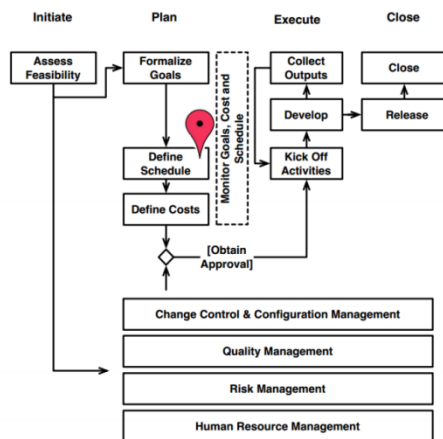 Initiate
Plan
Execute
Close
Assess
Feasibility
Formalize
Goals
Monitor Goals, Cost and
Schedule
Collect
Outputs
Close
Develop
Release
Define
Schedule
Kick Off
Activities
Define Costs
[Obtain
Approval]
Change Control & Configuration Management
Quality Management
Risk Management
Human Resource Management